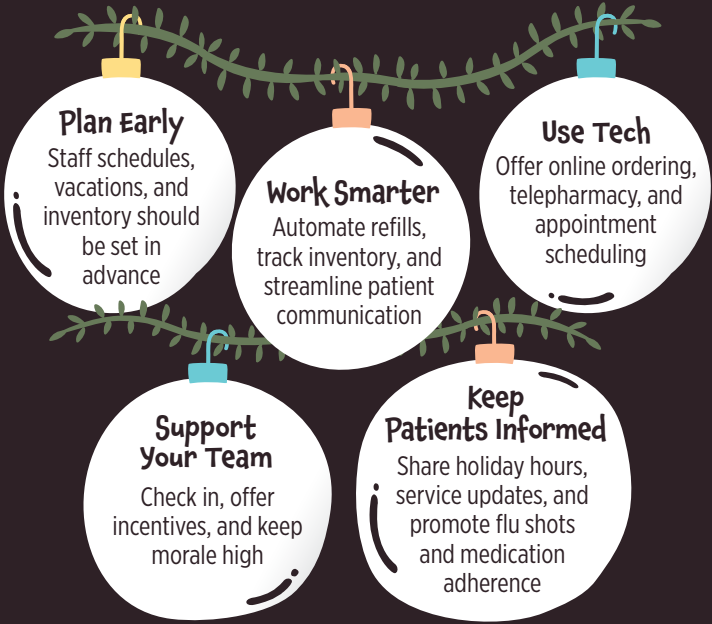 Plan Early
Staff schedules,
vacations, and
inventory should
be set in
advance
Work Smarter
Automate refills,
track inventory, and
streamline patient
communication
Use Tech
Offer online ordering,
telepharmacy, and
appointment
scheduling
Support
Your Team
Check in, offer
incentives, and keep
morale high
Keep
Patients Informed
Share holiday hours,
service updates, and
promote flu shots
and medication
adherence